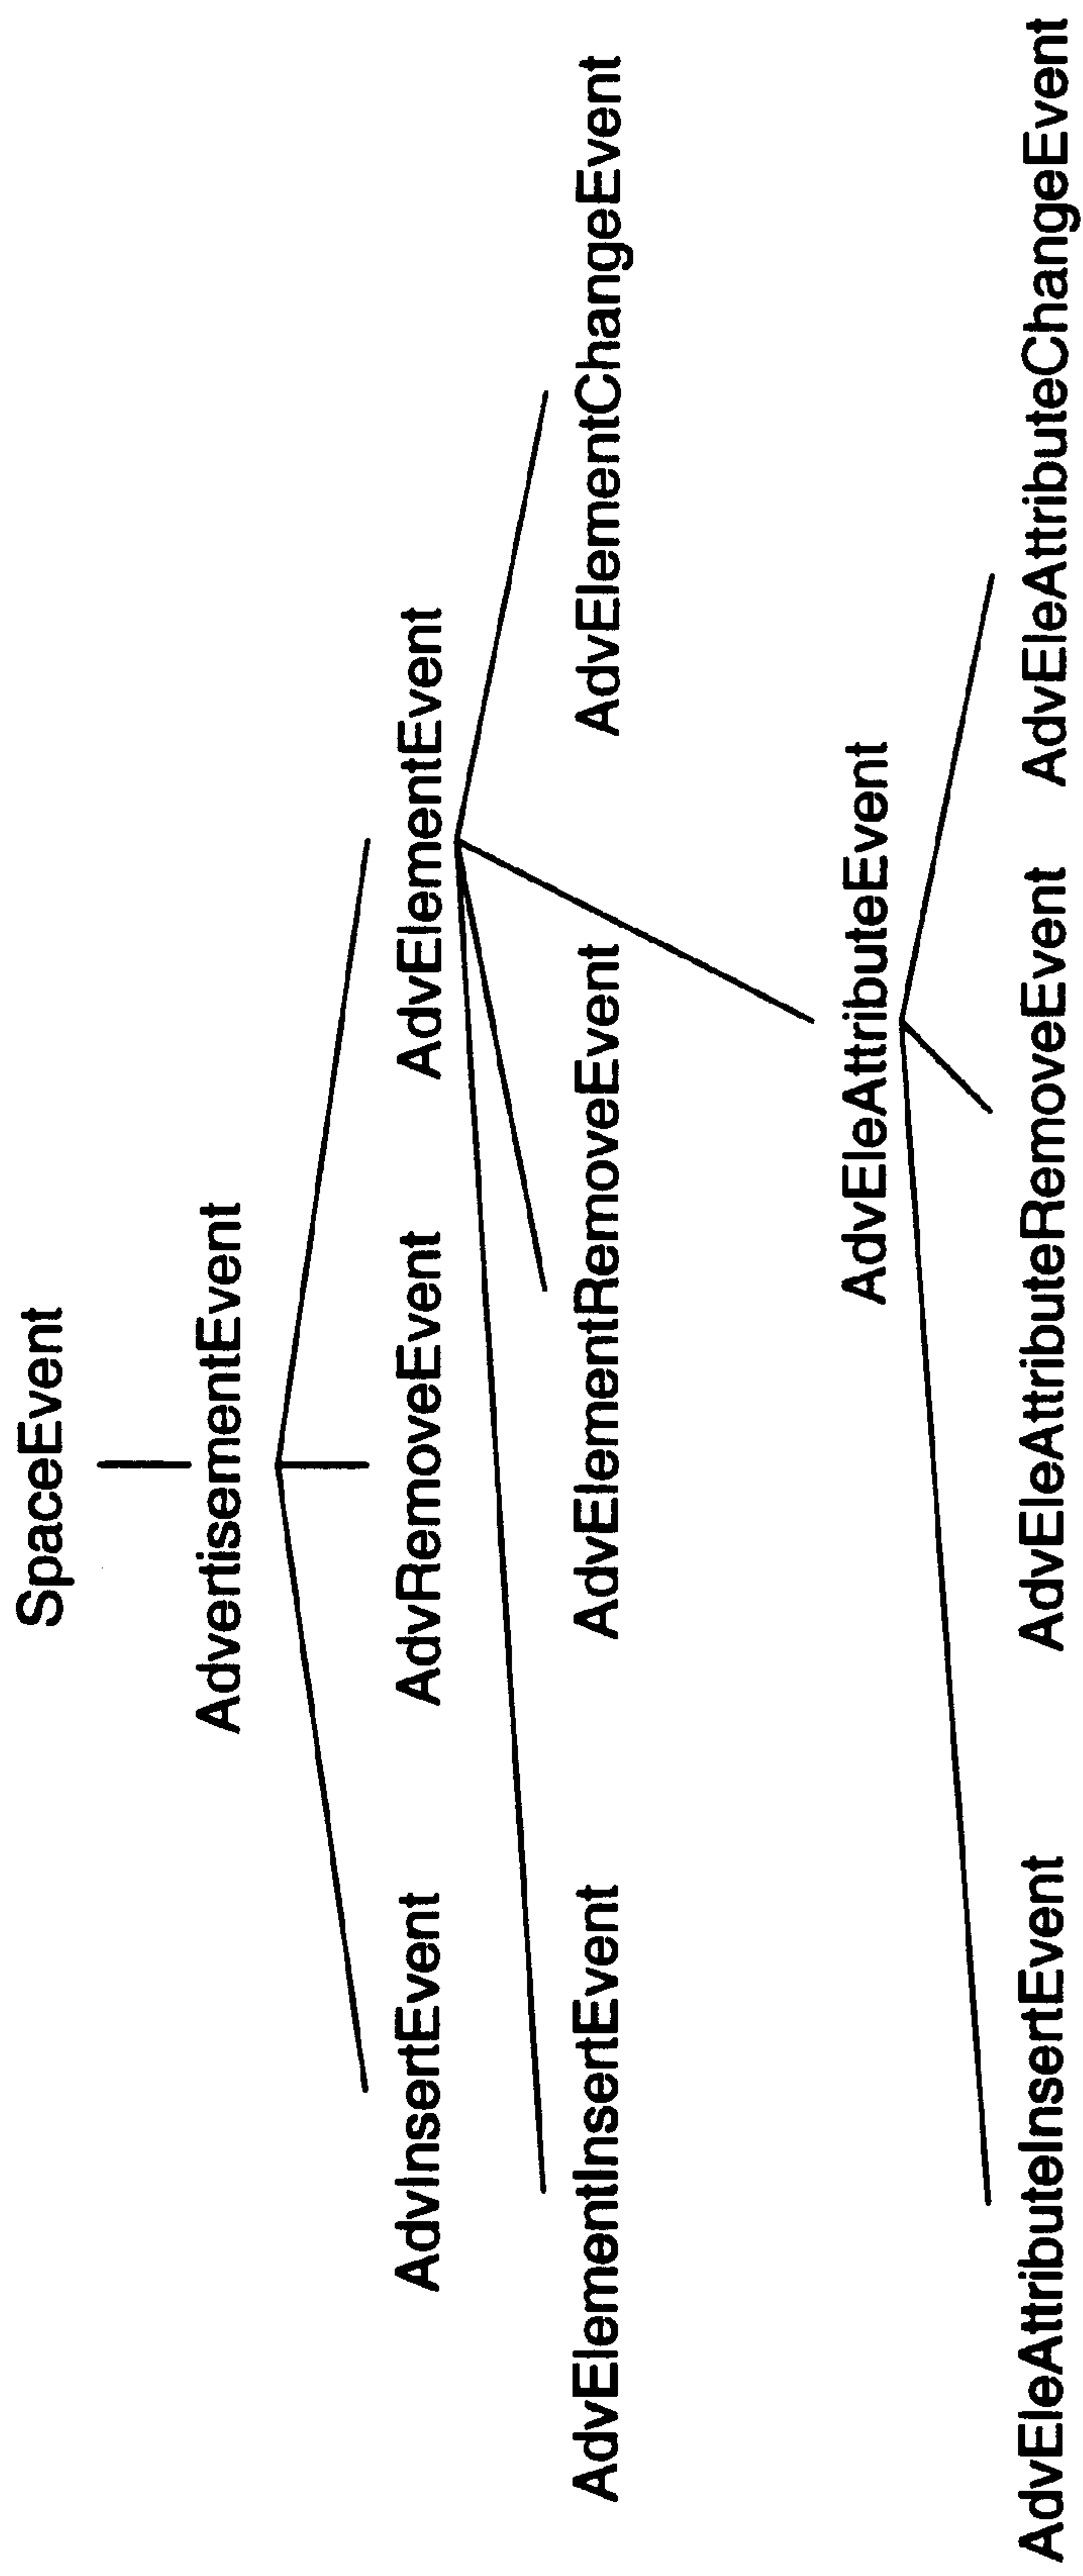 SpaceEvent
AdvertisementEvent
AdvInsertEvent
AdvRemoveEvent
AdvElementEvent
AdvElementInsertEvent
AdvElementRemoveEvent
AdvElementChangeEvent
AdvEleAttributeEvent
AdvEleAttributeInsertEvent
AdvEleAttributeRemoveEvent
AdvEleAttributeChangeEvent